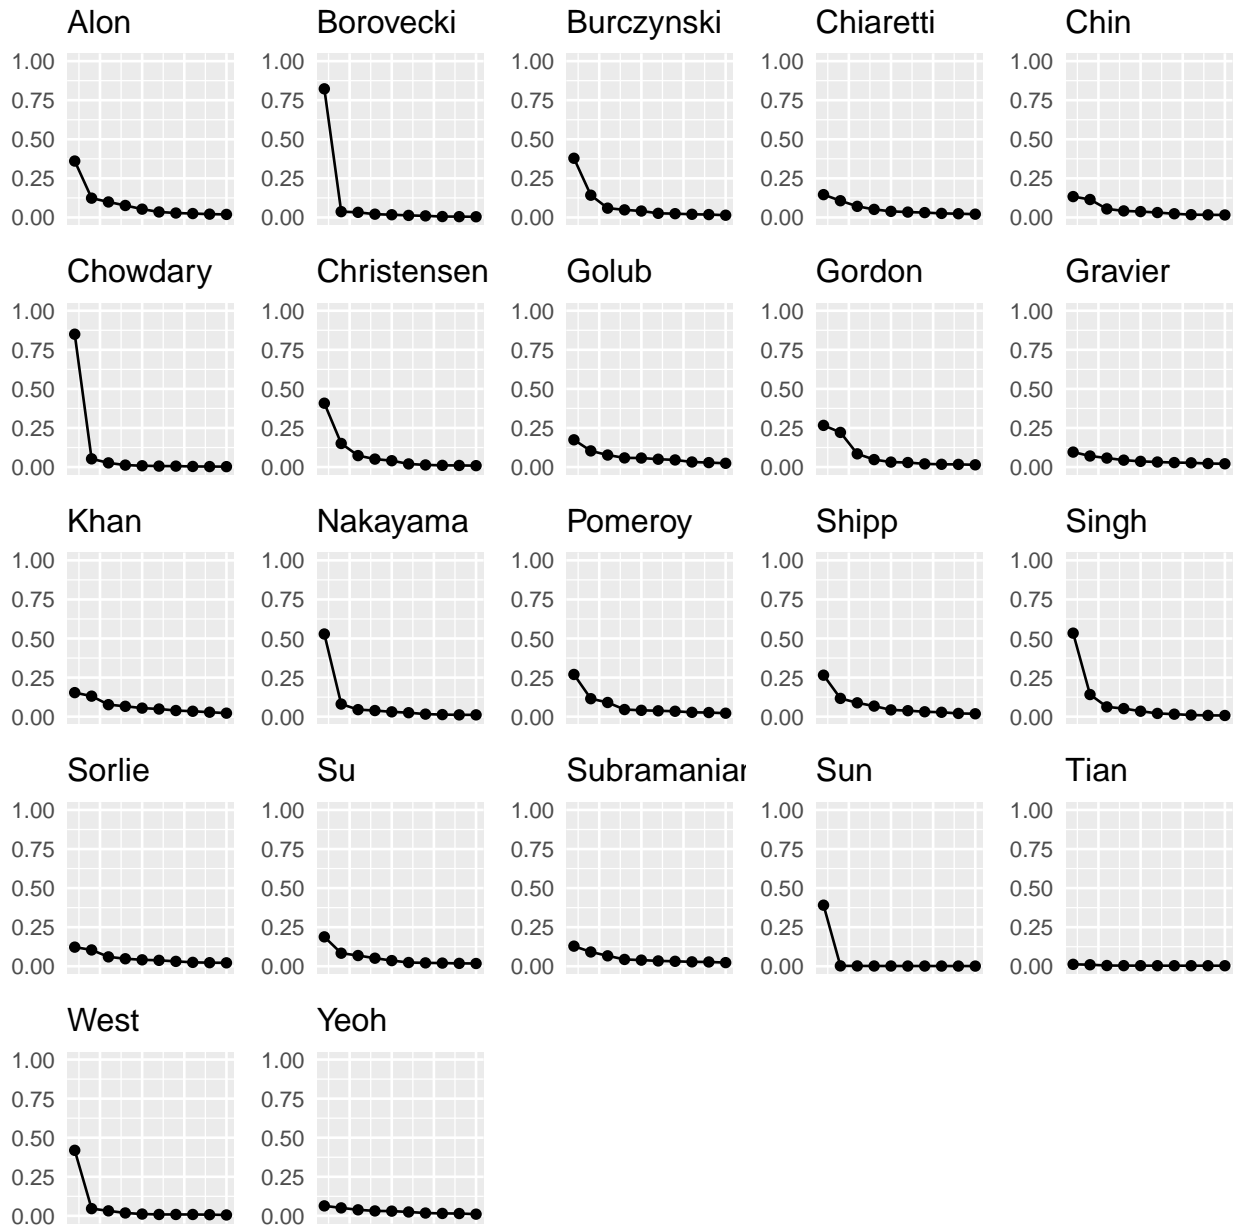 Alon Borovecki Burczynski Chiaretti Chin
1.00 1.00 1.00 1.00 1.00
0.75 0.75 0.75 0.75 0.75
0.50 0.50 0.50 0.50 0.50
0.25 0.25 0.25 0.25 0.25
0.00 0.00 0.00 0.00 0.00
Chowdary Christensen Golub Gordon Gravier
1.00 1.00 1.00 1.00 1.00
0.75 0.75 0.75 0.75 0.75
0.50 0.50 0.50 0.50 0.50
0.25 0.25 0.25 0.25 0.25
0.00 0.00 0.00 0.00 0.00
Khan Nakayama Pomeroy Shipp Singh
1.00 1.00 1.00 1.00 1.00
0.75 0.75 0.75 0.75 0.75
0.50 0.50 0.50 0.50 0.50
0.25 0.25 0.25 0.25 0.25
0.00 0.00 0.00 0.00 0.00
Sorlie Su Subramanian Sun Tian
1.00 1.00 1.00 1.00 1.00
0.75 0.75 0.75 0.75 0.75
0.50 0.50 0.50 0.50 0.50
0.25 0.25 0.25 0.25 0.25
0.00 0.00 0.00 0.00 0.00
West Yeoh
1.00 1.00
0.75 0.75
0.50 0.50
0.25 0.25
0.00 0.00